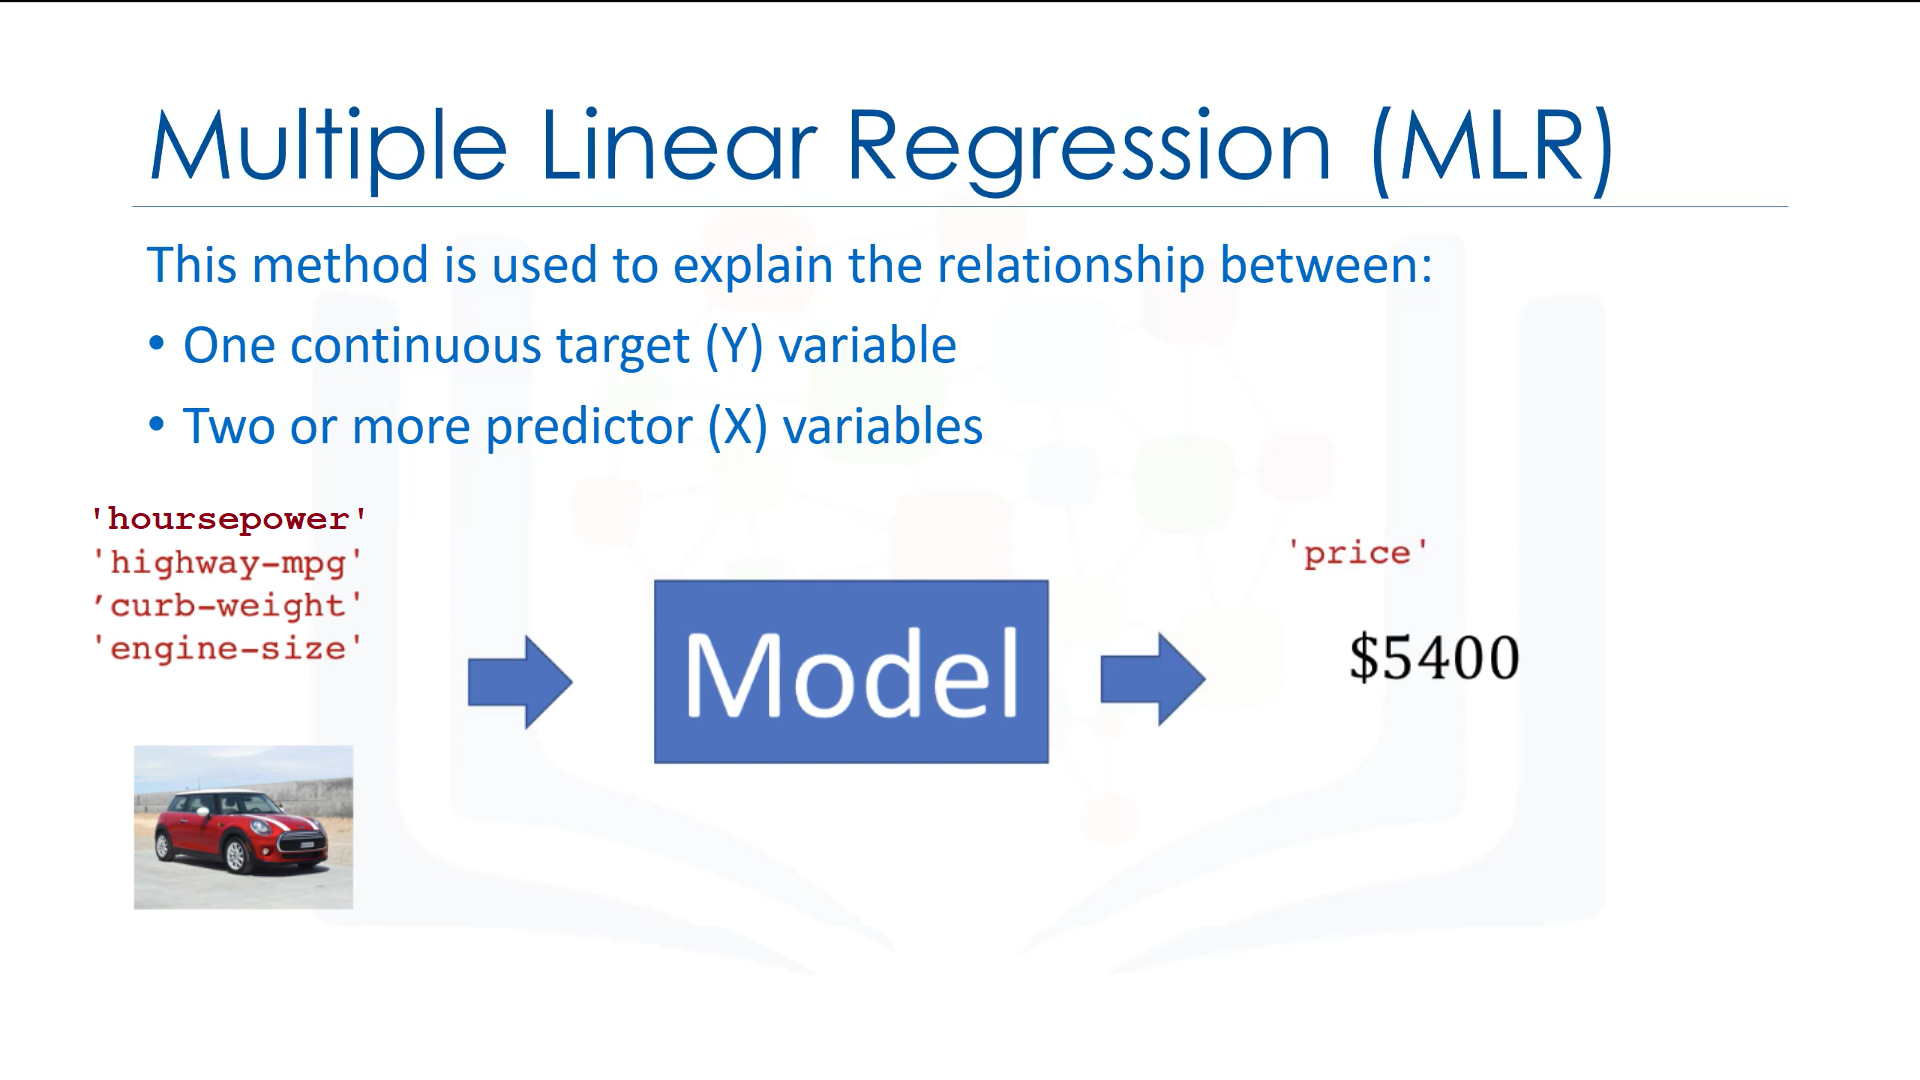 Multiple Linear Regression (MLR)
This method is used to explain the relationship between:
• One continuous target (Y) variable
• Two or more predictor (X) variables
'hoursepower'
'highway-mpg'
’curb-weight'
'engine-size'
Model
'price'
$5400